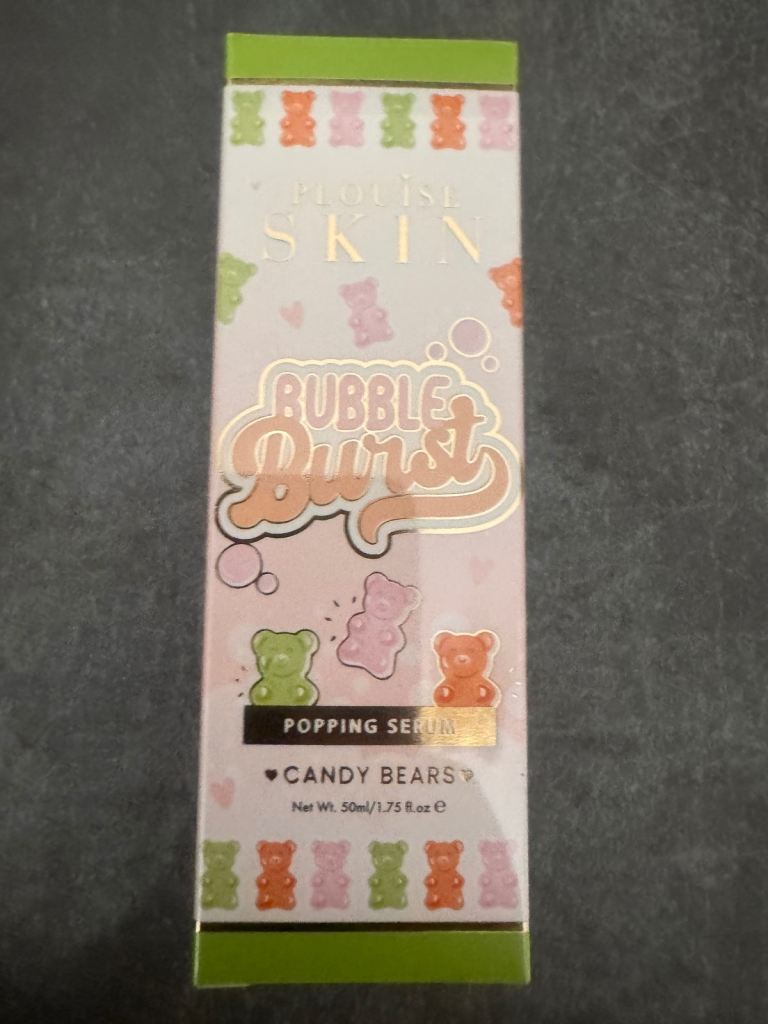 PLOUISE
SKIN
BUBBLE
Burst
POPPING SERUM
♥CANDY BEARS♥
Net Wt. 50ml/1.75 fl.oz ℮